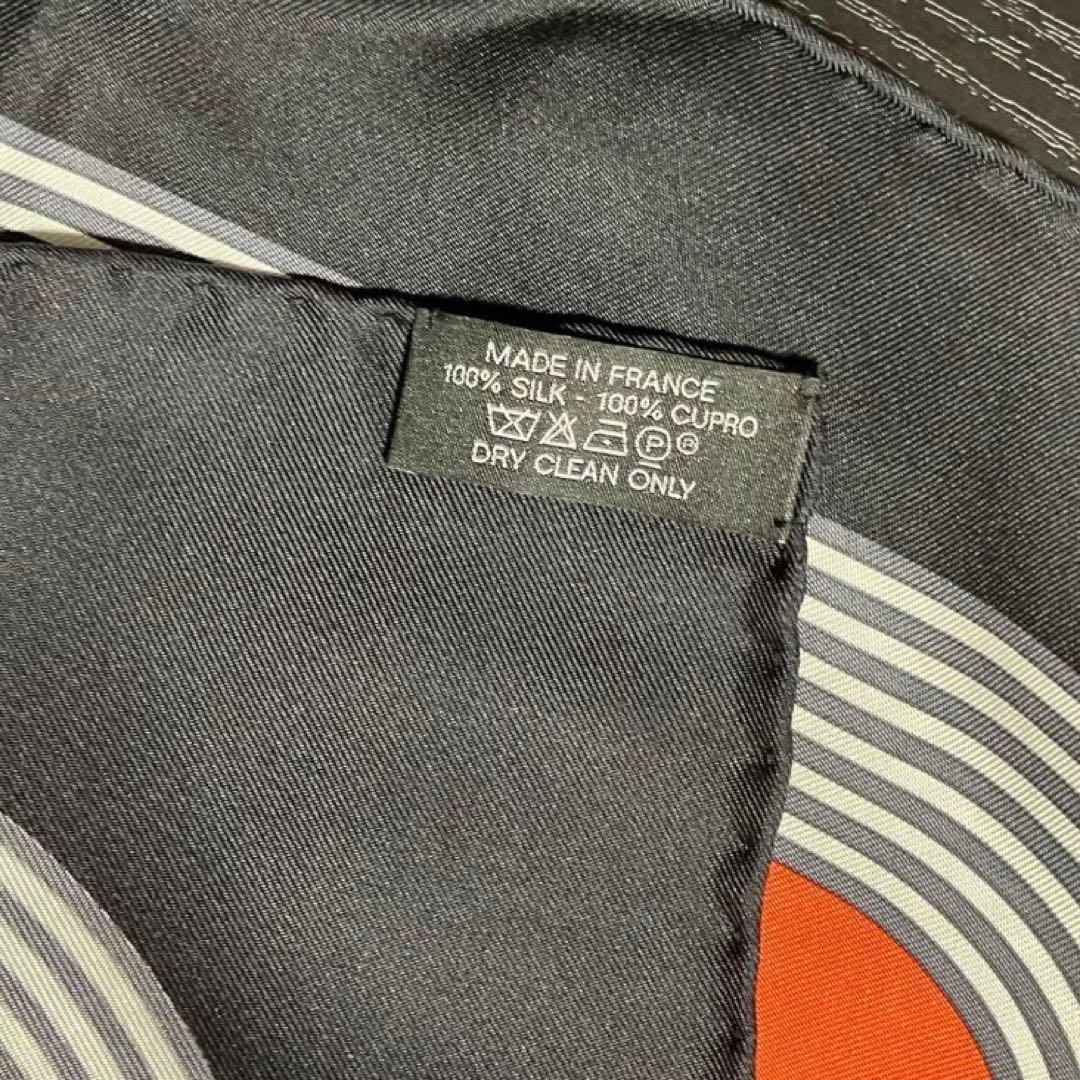 MADE IN FRANCE
100% SILK - 100% CUPRO
P ®
DRY CLEAN ONLY